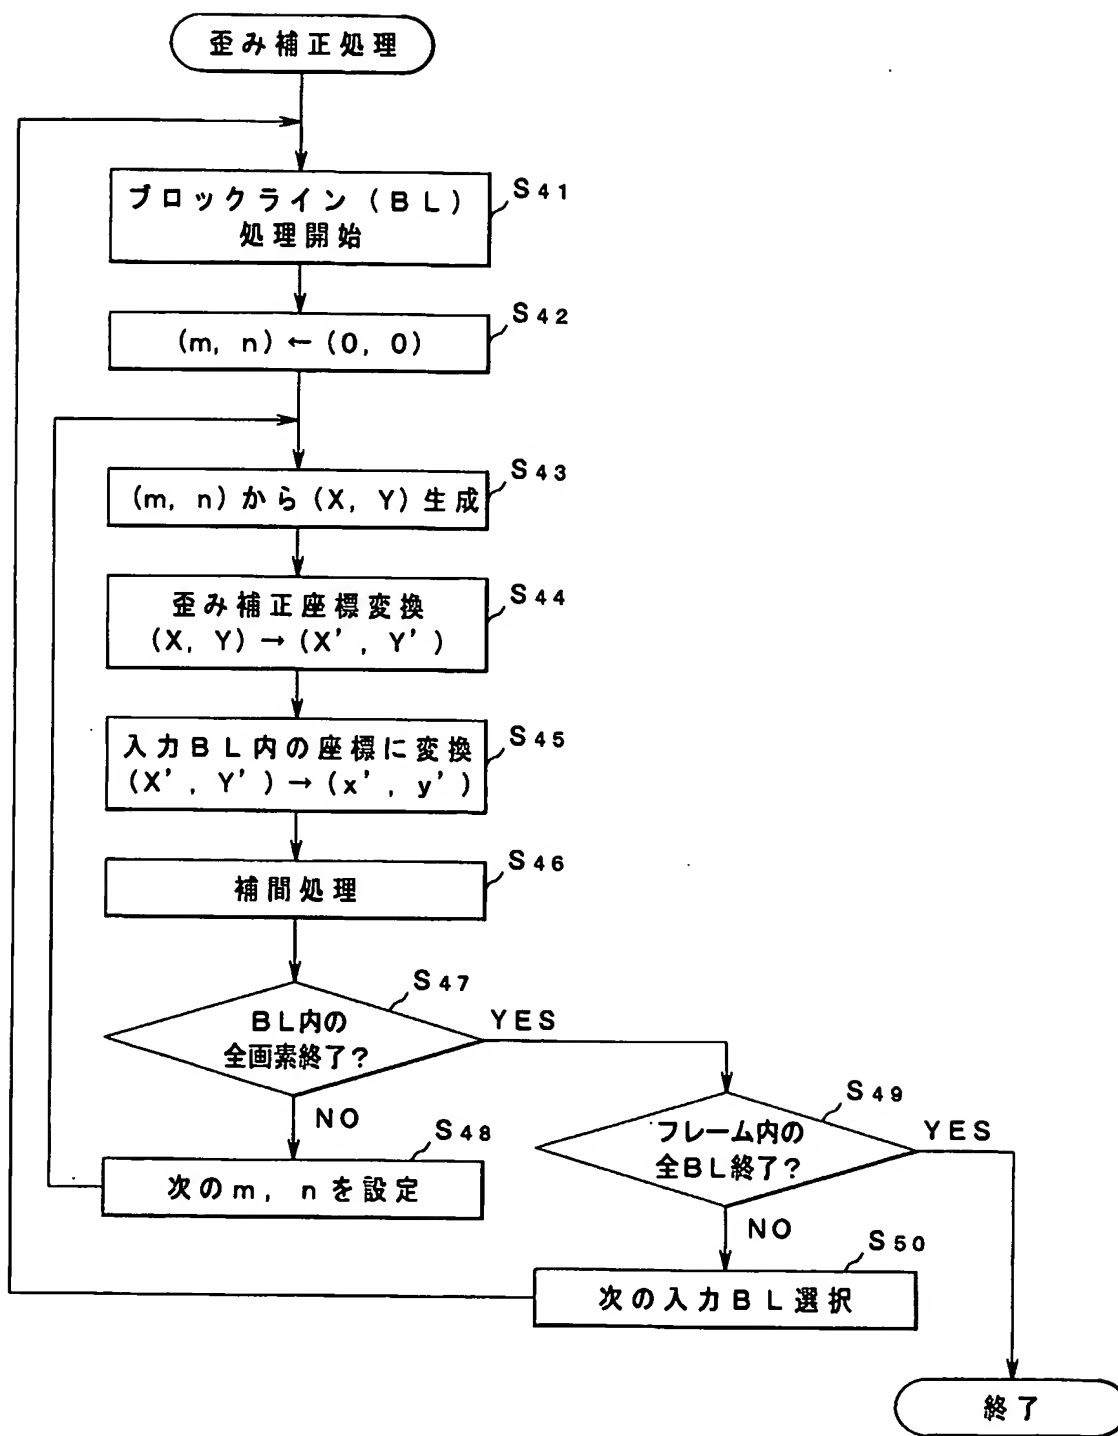 歪み補正処理
ブロックライン(BL)
処理開始
S41
(m, n)←(0, 0)
S42
(m, n)から(X, Y)生成
S43
歪み補正座標変換
(X, Y)→(X', Y')
S44
入力BL内の座標に変換
(X', Y')→(x', y')
S45
補間処理
S46
BL内の
全画素終了?
S47
YES
NO
次のm, nを設定
S48
フレーム内の
全BL終了?
S49
YES
NO
次の入力BL選択
S50
終了